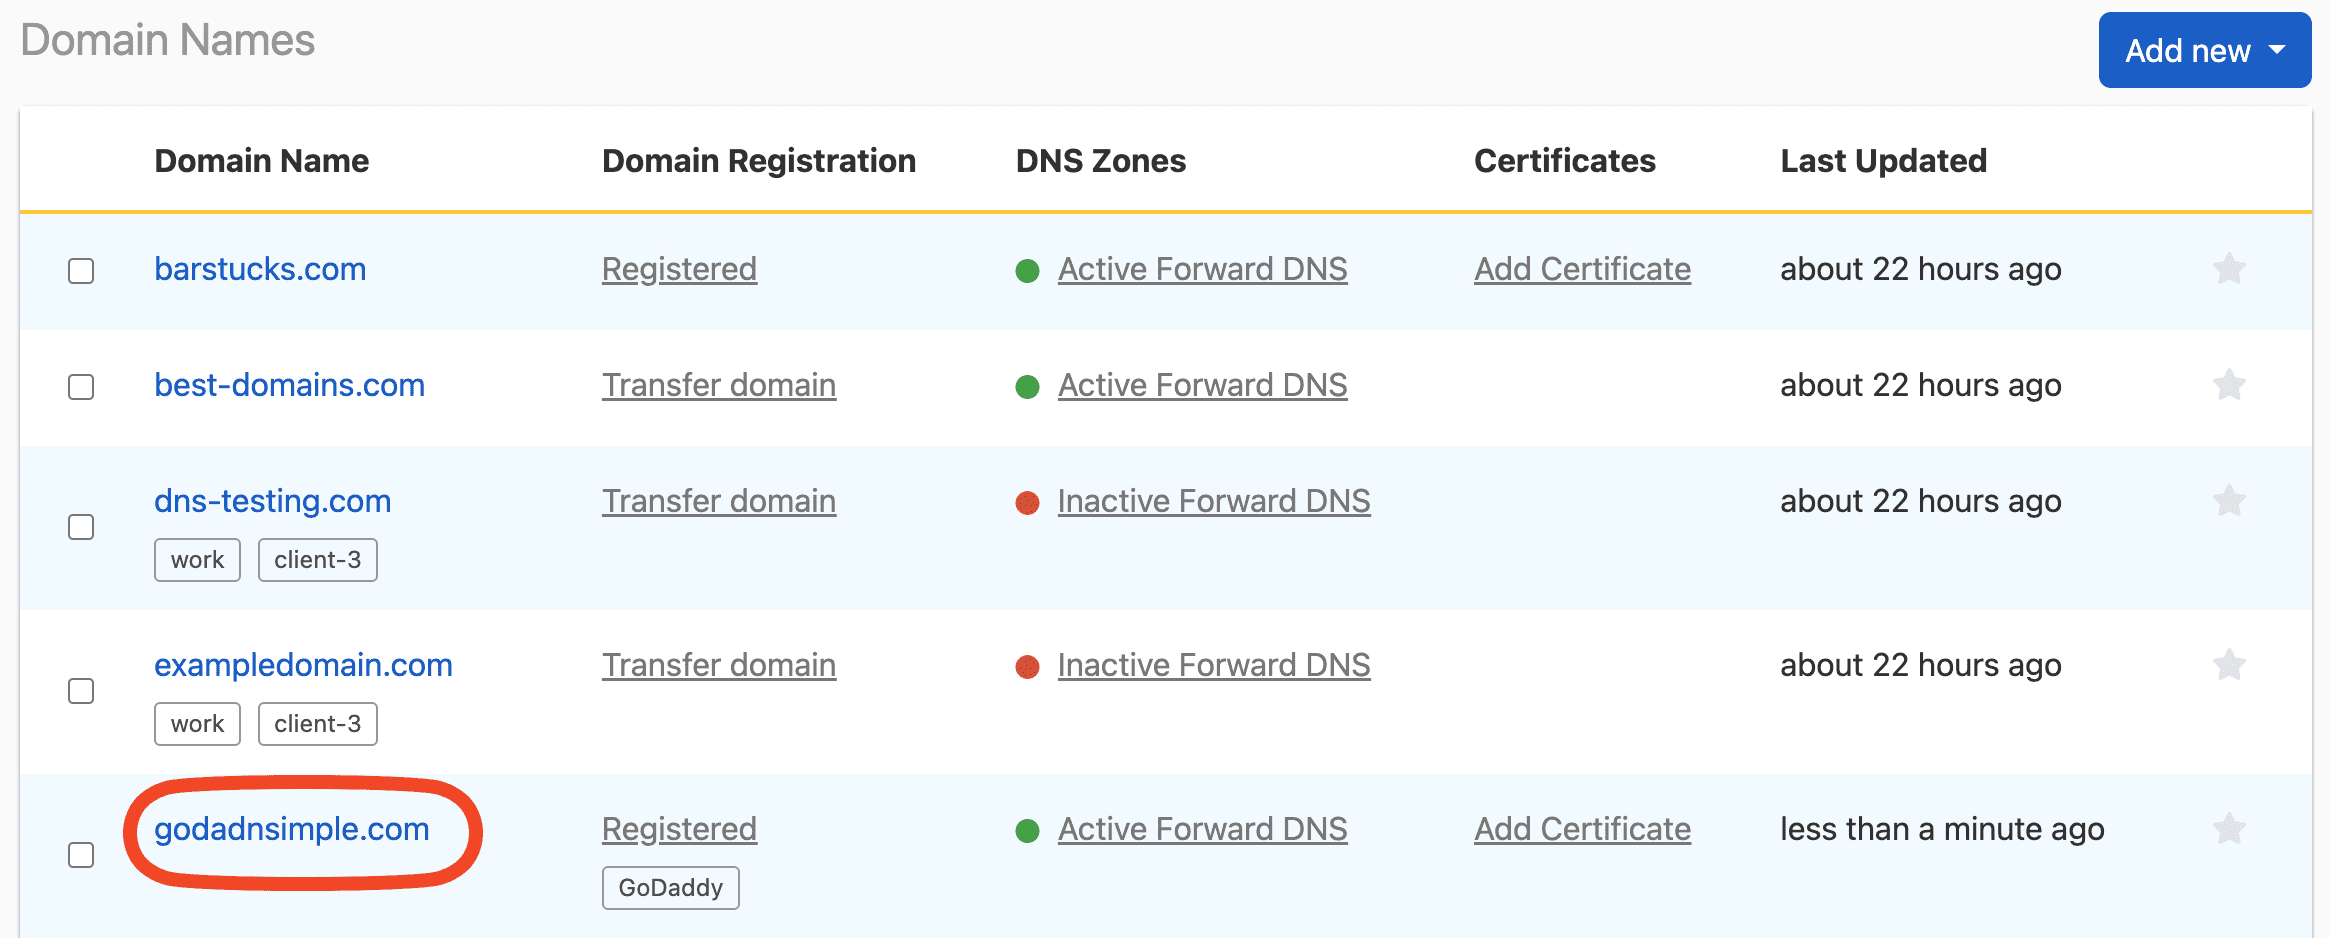 Domain Names
Add new
Domain Name Domain Registration DNS Zones Certificates Last Updated
barstucks.com Registered Active Forward DNS Add Certificate about 22 hours ago
best-domains.com Transfer domain Active Forward DNS about 22 hours ago
dns-testing.com Transfer domain Inactive Forward DNS about 22 hours ago
work client-3
exampledomain.com Transfer domain Inactive Forward DNS about 22 hours ago
work client-3
godadnsimple.com Registered Active Forward DNS Add Certificate less than a minute ago
GoDaddy